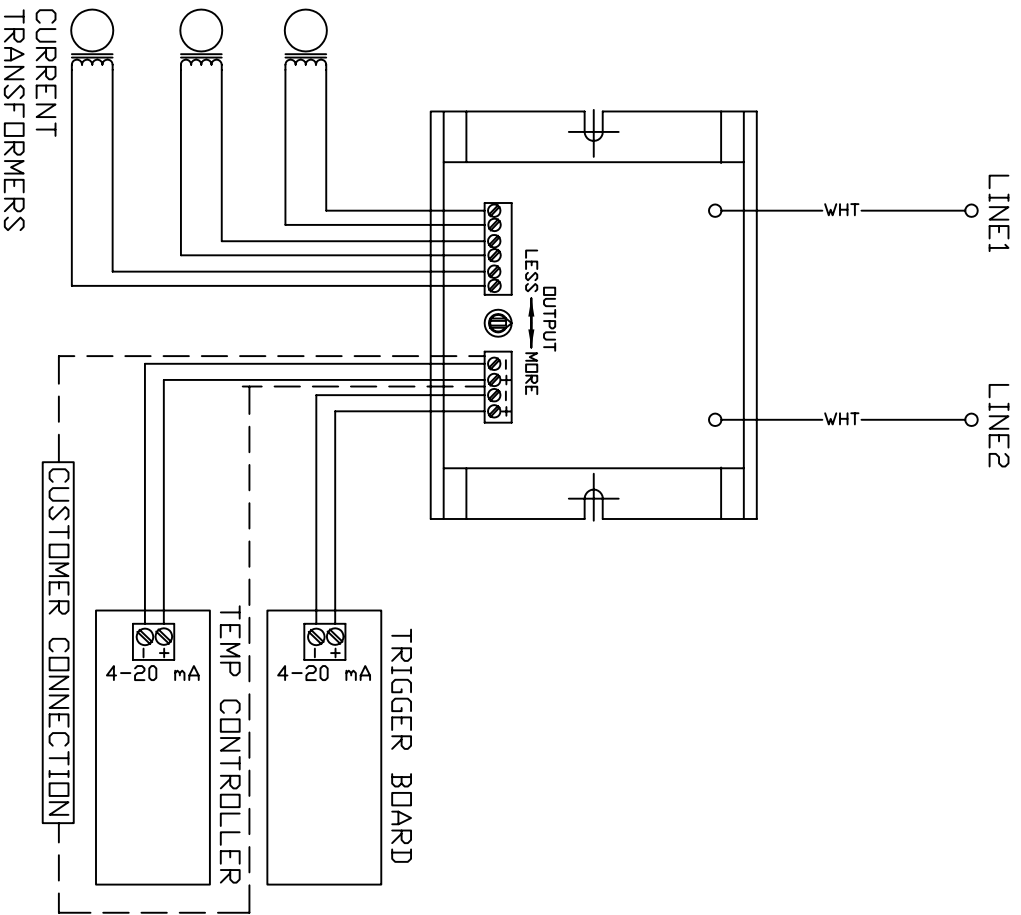 LINE1
LINE2
WHT
WHT
OUTPUT
LESS
MORE
-
+
-
+
CURRENT
TRANSFORMERS
TRIGGER BOARD
4-20 mA
- +
TEMP CONTROLLER
4-20 mA
- +
CUSTOMER CONNECTION